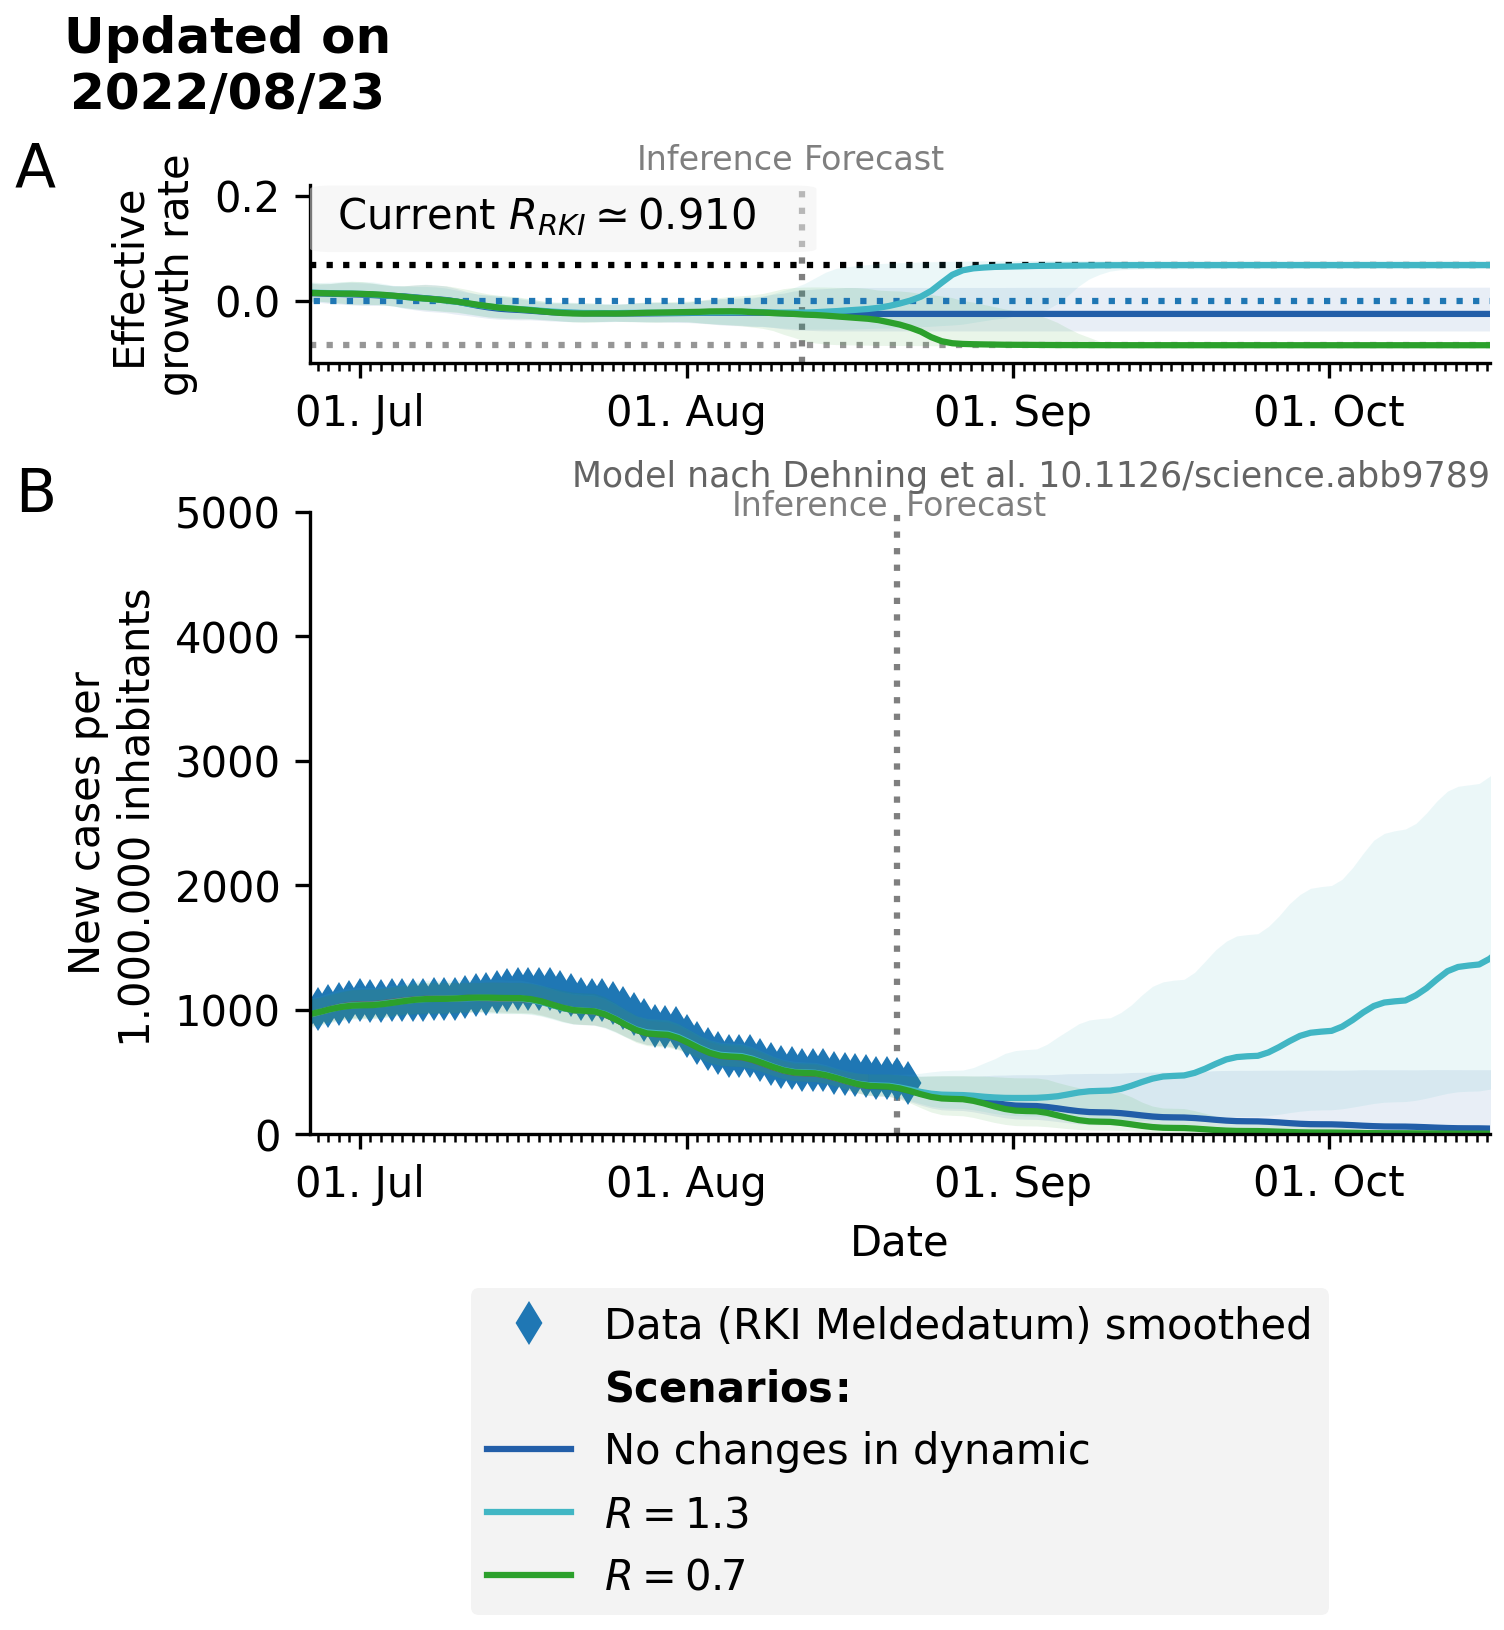 Updated on
2022/08/23
A
Inference Forecast
Effective
growth rate
0.2
0.0
Current R_RKI ≃ 0.910
01. Jul 01. Aug 01. Sep 01. Oct
B
Model nach Dehning et al. 10.1126/science.abb9789
Inference Forecast
New cases per
1.000.000 inhabitants
5000
4000
3000
2000
1000
0
01. Jul 01. Aug 01. Sep 01. Oct
Date
Data (RKI Meldedatum) smoothed
Scenarios:
No changes in dynamic
R = 1.3
R = 0.7